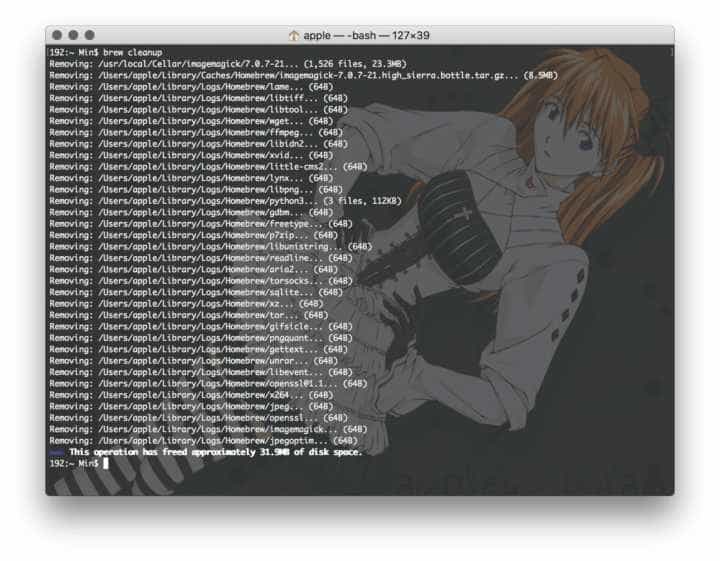 apple — -bash — 127×39
192:~ Min$ brew cleanup
Removing: /usr/local/Cellar/imagemagick/7.0.7-21... (1,526 files, 23.3MB)
Removing: /Users/apple/Library/Caches/Homebrew/imagemagick-7.0.7-21.high_sierra.bottle.tar.gz... (8.5MB)
Removing: /Users/apple/Library/Logs/Homebrew/lame... (64B)
Removing: /Users/apple/Library/Logs/Homebrew/libtiff... (64B)
Removing: /Users/apple/Library/Logs/Homebrew/libtool... (64B)
Removing: /Users/apple/Library/Logs/Homebrew/wget... (64B)
Removing: /Users/apple/Library/Logs/Homebrew/ffmpeg... (64B)
Removing: /Users/apple/Library/Logs/Homebrew/libidn2... (64B)
Removing: /Users/apple/Library/Logs/Homebrew/xvid... (64B)
Removing: /Users/apple/Library/Logs/Homebrew/little-cms2... (64B)
Removing: /Users/apple/Library/Logs/Homebrew/lynx... (64B)
Removing: /Users/apple/Library/Logs/Homebrew/libpng... (64B)
Removing: /Users/apple/Library/Logs/Homebrew/python3... (3 files, 112KB)
Removing: /Users/apple/Library/Logs/Homebrew/gdbm... (64B)
Removing: /Users/apple/Library/Logs/Homebrew/freetype... (64B)
Removing: /Users/apple/Library/Logs/Homebrew/p7zip... (64B)
Removing: /Users/apple/Library/Logs/Homebrew/libunistring... (64B)
Removing: /Users/apple/Library/Logs/Homebrew/readline... (64B)
Removing: /Users/apple/Library/Logs/Homebrew/aria2... (64B)
Removing: /Users/apple/Library/Logs/Homebrew/torsocks... (64B)
Removing: /Users/apple/Library/Logs/Homebrew/sqlite... (64B)
Removing: /Users/apple/Library/Logs/Homebrew/xz... (64B)
Removing: /Users/apple/Library/Logs/Homebrew/tor... (64B)
Removing: /Users/apple/Library/Logs/Homebrew/gifsicle... (64B)
Removing: /Users/apple/Library/Logs/Homebrew/pngquant... (64B)
Removing: /Users/apple/Library/Logs/Homebrew/gettext... (64B)
Removing: /Users/apple/Library/Logs/Homebrew/unrar... (64B)
Removing: /Users/apple/Library/Logs/Homebrew/libevent... (64B)
Removing: /Users/apple/Library/Logs/Homebrew/openssl@1.1... (64B)
Removing: /Users/apple/Library/Logs/Homebrew/x264... (64B)
Removing: /Users/apple/Library/Logs/Homebrew/jpeg... (64B)
Removing: /Users/apple/Library/Logs/Homebrew/openssl... (64B)
Removing: /Users/apple/Library/Logs/Homebrew/imagemagick... (64B)
Removing: /Users/apple/Library/Logs/Homebrew/jpegoptim... (64B)
==> This operation has freed approximately 31.9MB of disk space.
192:~ Min$